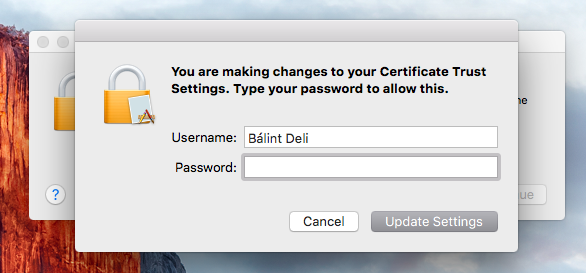 You are making changes to your Certificate Trust
Settings. Type your password to allow this.
Username: Bálint Deli
Password:
?
Cancel Update Settings